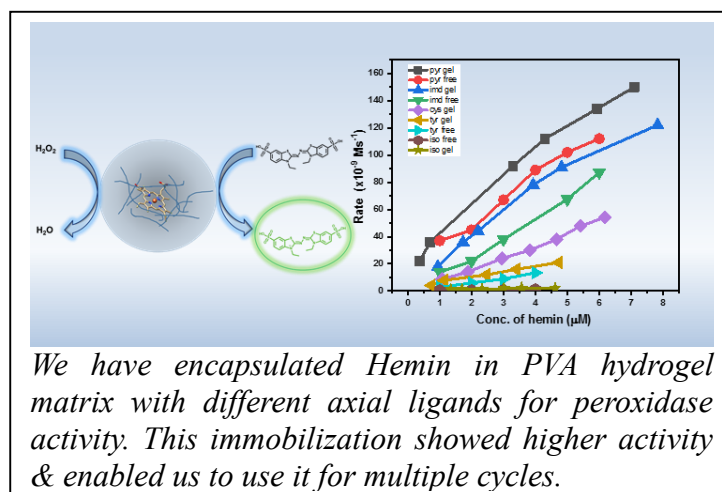 H₂O₂
H₂O
Rate (x10⁻⁹ Ms⁻¹)
160
140
120
100
80
60
40
20
0
pyr gel
pyr free
imd gel
imd free
cys gel
tyr gel
tyr free
iso free
iso gel
0 1 2 3 4 5 6 7 8
Conc. of hemin (μM)
We have encapsulated Hemin in PVA hydrogel
matrix with different axial ligands for peroxidase
activity. This immobilization showed higher activity
& enabled us to use it for multiple cycles.